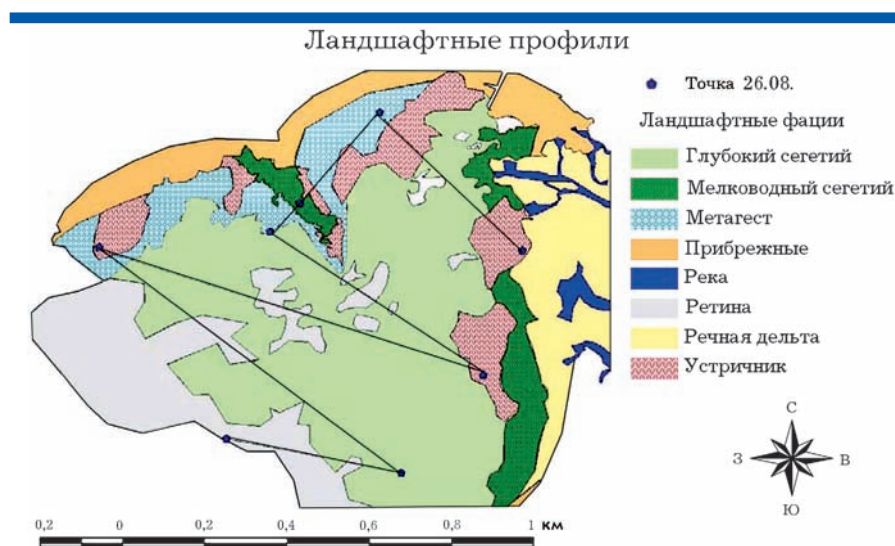 Ландшафтные профили
Точка 26.08.
Ландшафтные фации
Глубокий сегетий
Мелководный сегетий
Метагест
Прибрежные
Река
Ретина
Речная дельта
Устричник
С
З В
Ю
0,2 0 0,2 0,4 0,6 0,8 1 км